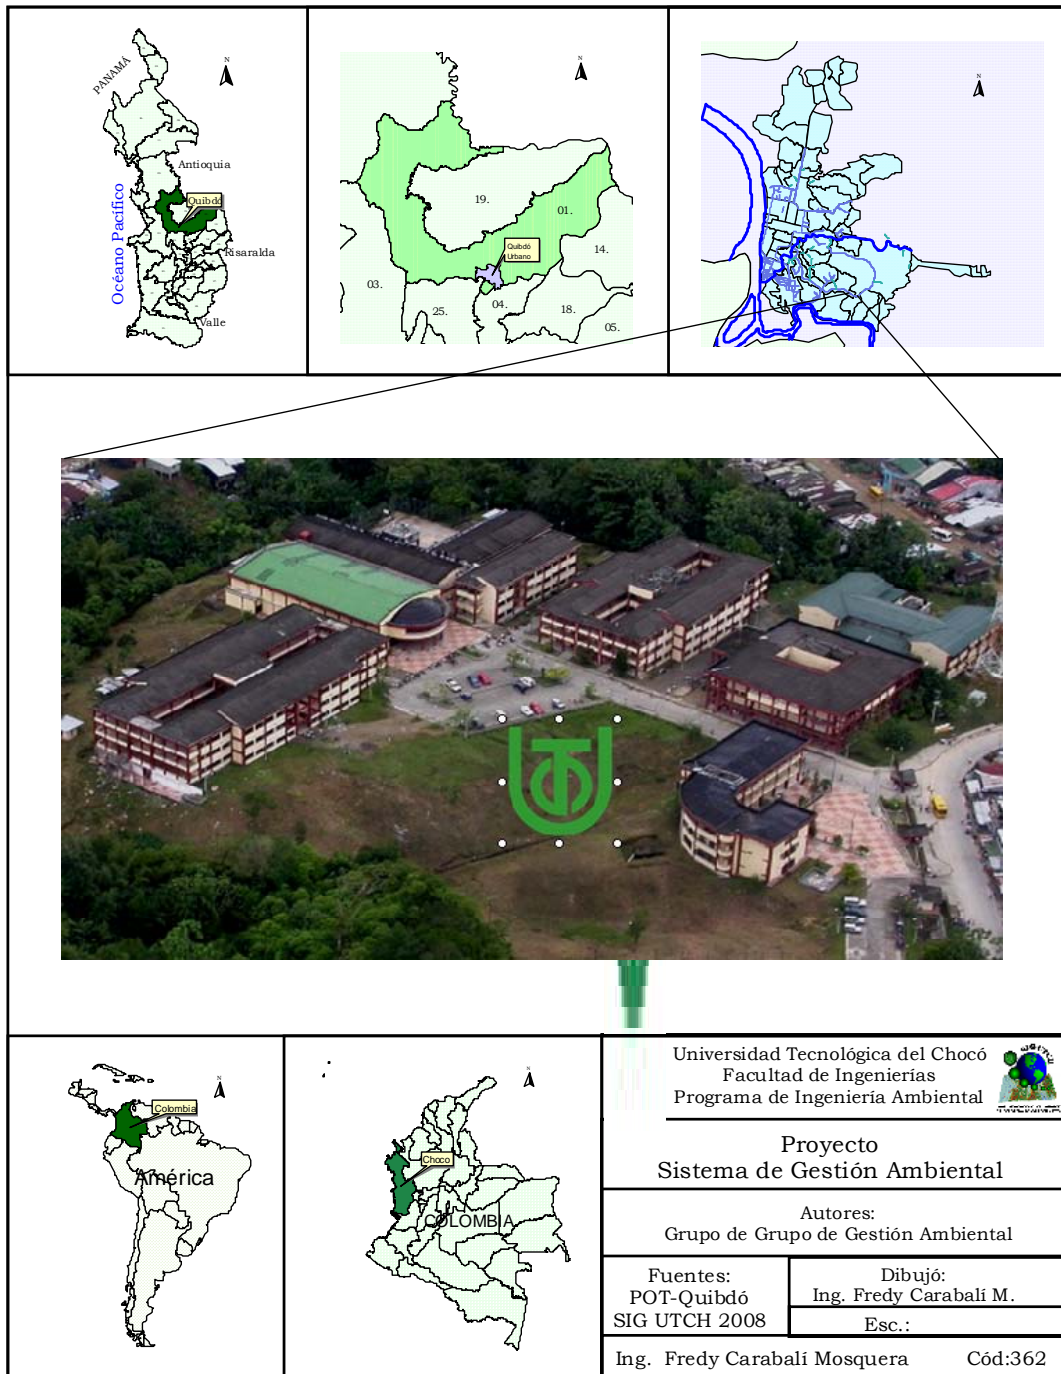 N
PANAMÁ
Antioquia
Quibdó
Océano Pacífico
Risaralda
Valle
N
19.
01.
Quibdó
Urbano
14.
03.
25.
04.
18.
05.
N
N
Colombia
América
N
Choco
COLOMBIA
Universidad Tecnológica del Chocó
Facultad de Ingenierías
Programa de Ingeniería Ambiental
Proyecto
Sistema de Gestión Ambiental
Autores:
Grupo de Grupo de Gestión Ambiental
Fuentes:
POT-Quibdó
SIG UTCH 2008
Dibujó:
Ing. Fredy Carabalí M.
Esc.:
Ing. Fredy Carabalí Mosquera Cód:362